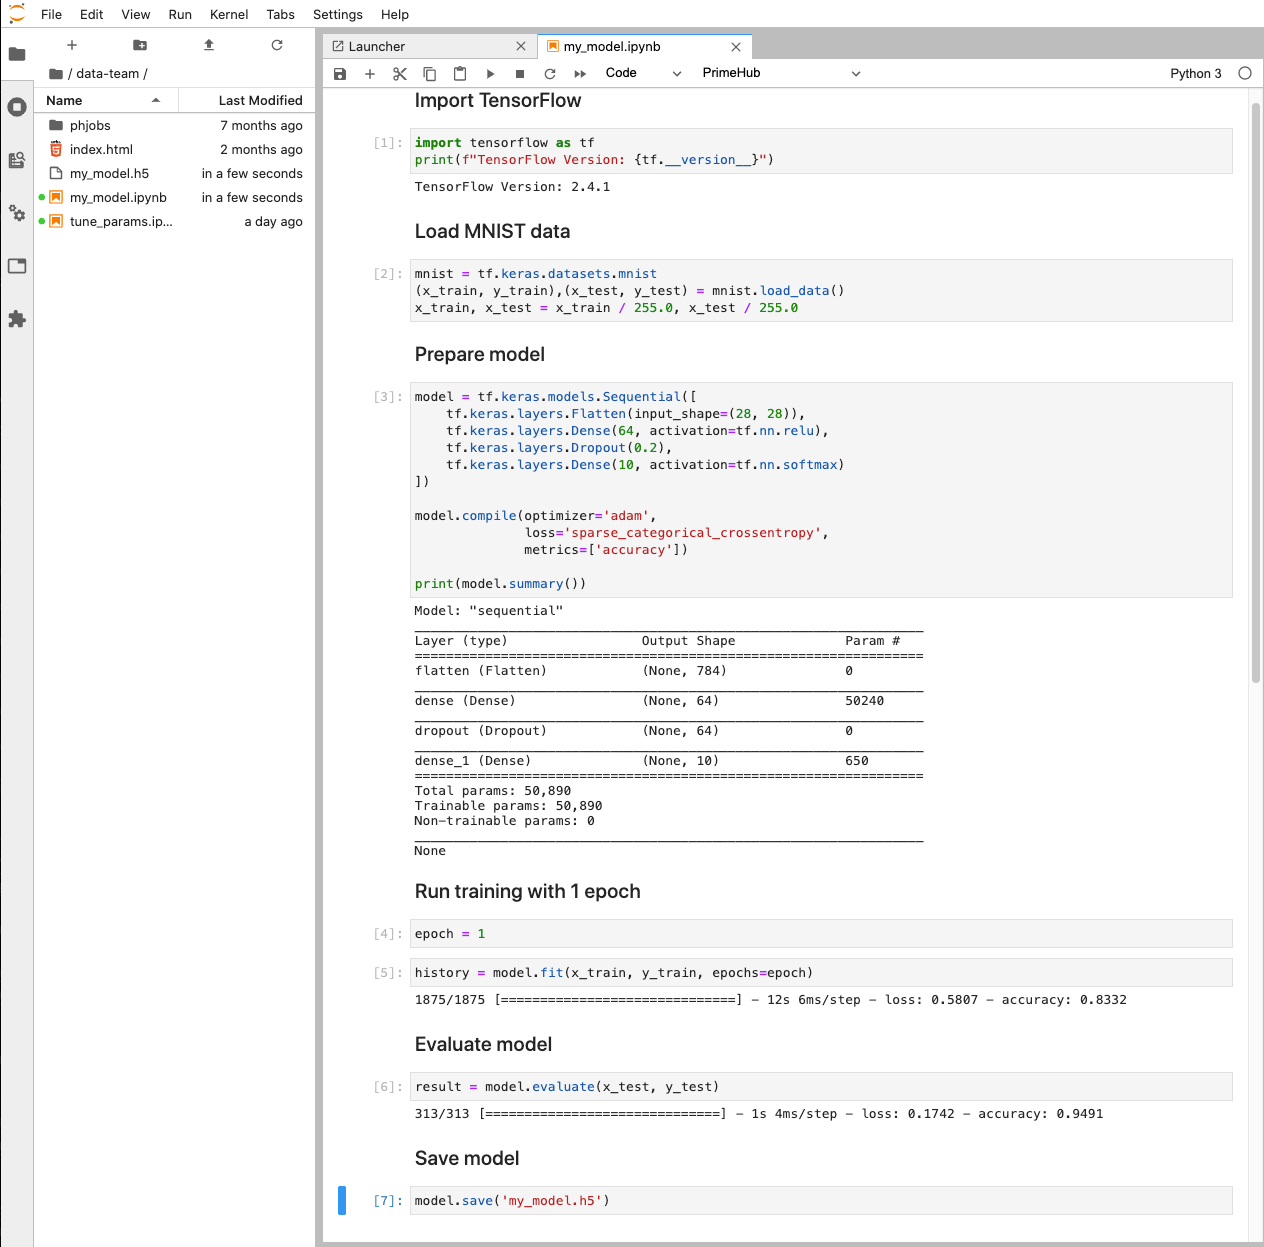 File Edit View Run Kernel Tabs Settings Help
/ data-team /
Name Last Modified
phjobs 7 months ago
index.html 2 months ago
my_model.h5 in a few seconds
my_model.ipynb in a few seconds
tune_params.ip... a day ago
Launcher
my_model.ipynb
Code
PrimeHub
Python 3
Import TensorFlow
[1]: import tensorflow as tf
print(f"TensorFlow Version: {tf.__version__}")
TensorFlow Version: 2.4.1
Load MNIST data
[2]: mnist = tf.keras.datasets.mnist
(x_train, y_train),(x_test, y_test) = mnist.load_data()
x_train, x_test = x_train / 255.0, x_test / 255.0
Prepare model
[3]: model = tf.keras.models.Sequential([
    tf.keras.layers.Flatten(input_shape=(28, 28)),
    tf.keras.layers.Dense(64, activation=tf.nn.relu),
    tf.keras.layers.Dropout(0.2),
    tf.keras.layers.Dense(10, activation=tf.nn.softmax)
])
model.compile(optimizer='adam',
              loss='sparse_categorical_crossentropy',
              metrics=['accuracy'])
print(model.summary())
Model: "sequential"
_________________________________________________________________
Layer (type)                 Output Shape              Param #
=================================================================
flatten (Flatten)            (None, 784)               0
_________________________________________________________________
dense (Dense)                (None, 64)                50240
_________________________________________________________________
dropout (Dropout)            (None, 64)                0
_________________________________________________________________
dense_1 (Dense)              (None, 10)                650
=================================================================
Total params: 50,890
Trainable params: 50,890
Non-trainable params: 0
_________________________________________________________________
None
Run training with 1 epoch
[4]: epoch = 1
[5]: history = model.fit(x_train, y_train, epochs=epoch)
1875/1875 [==============================] - 12s 6ms/step - loss: 0.5807 - accuracy: 0.8332
Evaluate model
[6]: result = model.evaluate(x_test, y_test)
313/313 [==============================] - 1s 4ms/step - loss: 0.1742 - accuracy: 0.9491
Save model
[7]: model.save('my_model.h5')